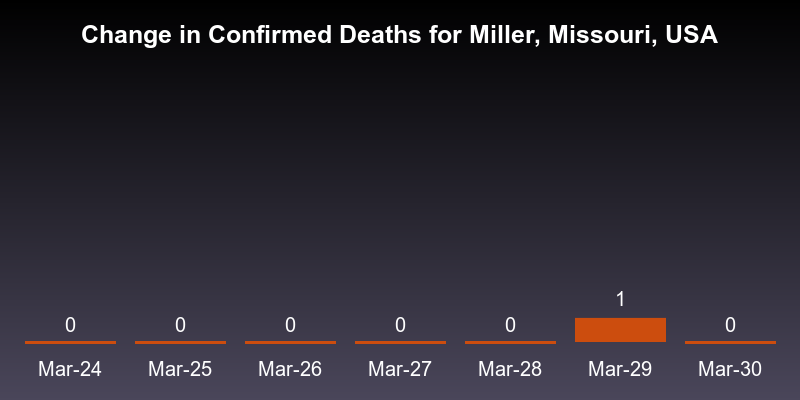 Change in Confirmed Deaths for Miller, Missouri, USA
0 0 0 0 0 1 0
Mar-24 Mar-25 Mar-26 Mar-27 Mar-28 Mar-29 Mar-30